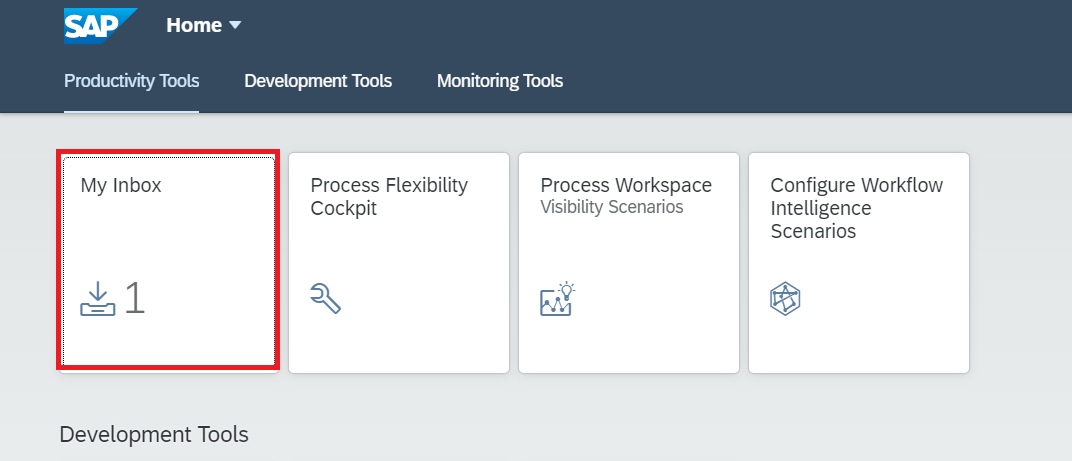 SAP Home
Productivity Tools Development Tools Monitoring Tools
My Inbox
1
Process Flexibility
Cockpit
Process Workspace
Visibility Scenarios
Configure Workflow
Intelligence
Scenarios
Development Tools